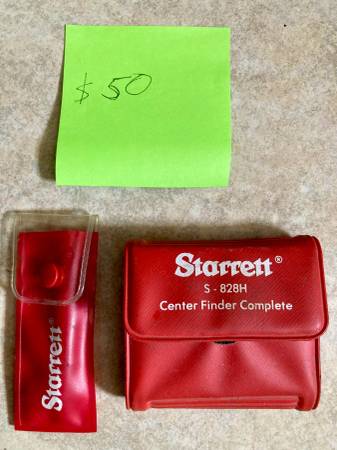 $ 50
Starrett®
S-828H
Center Finder Complete
Starrett®